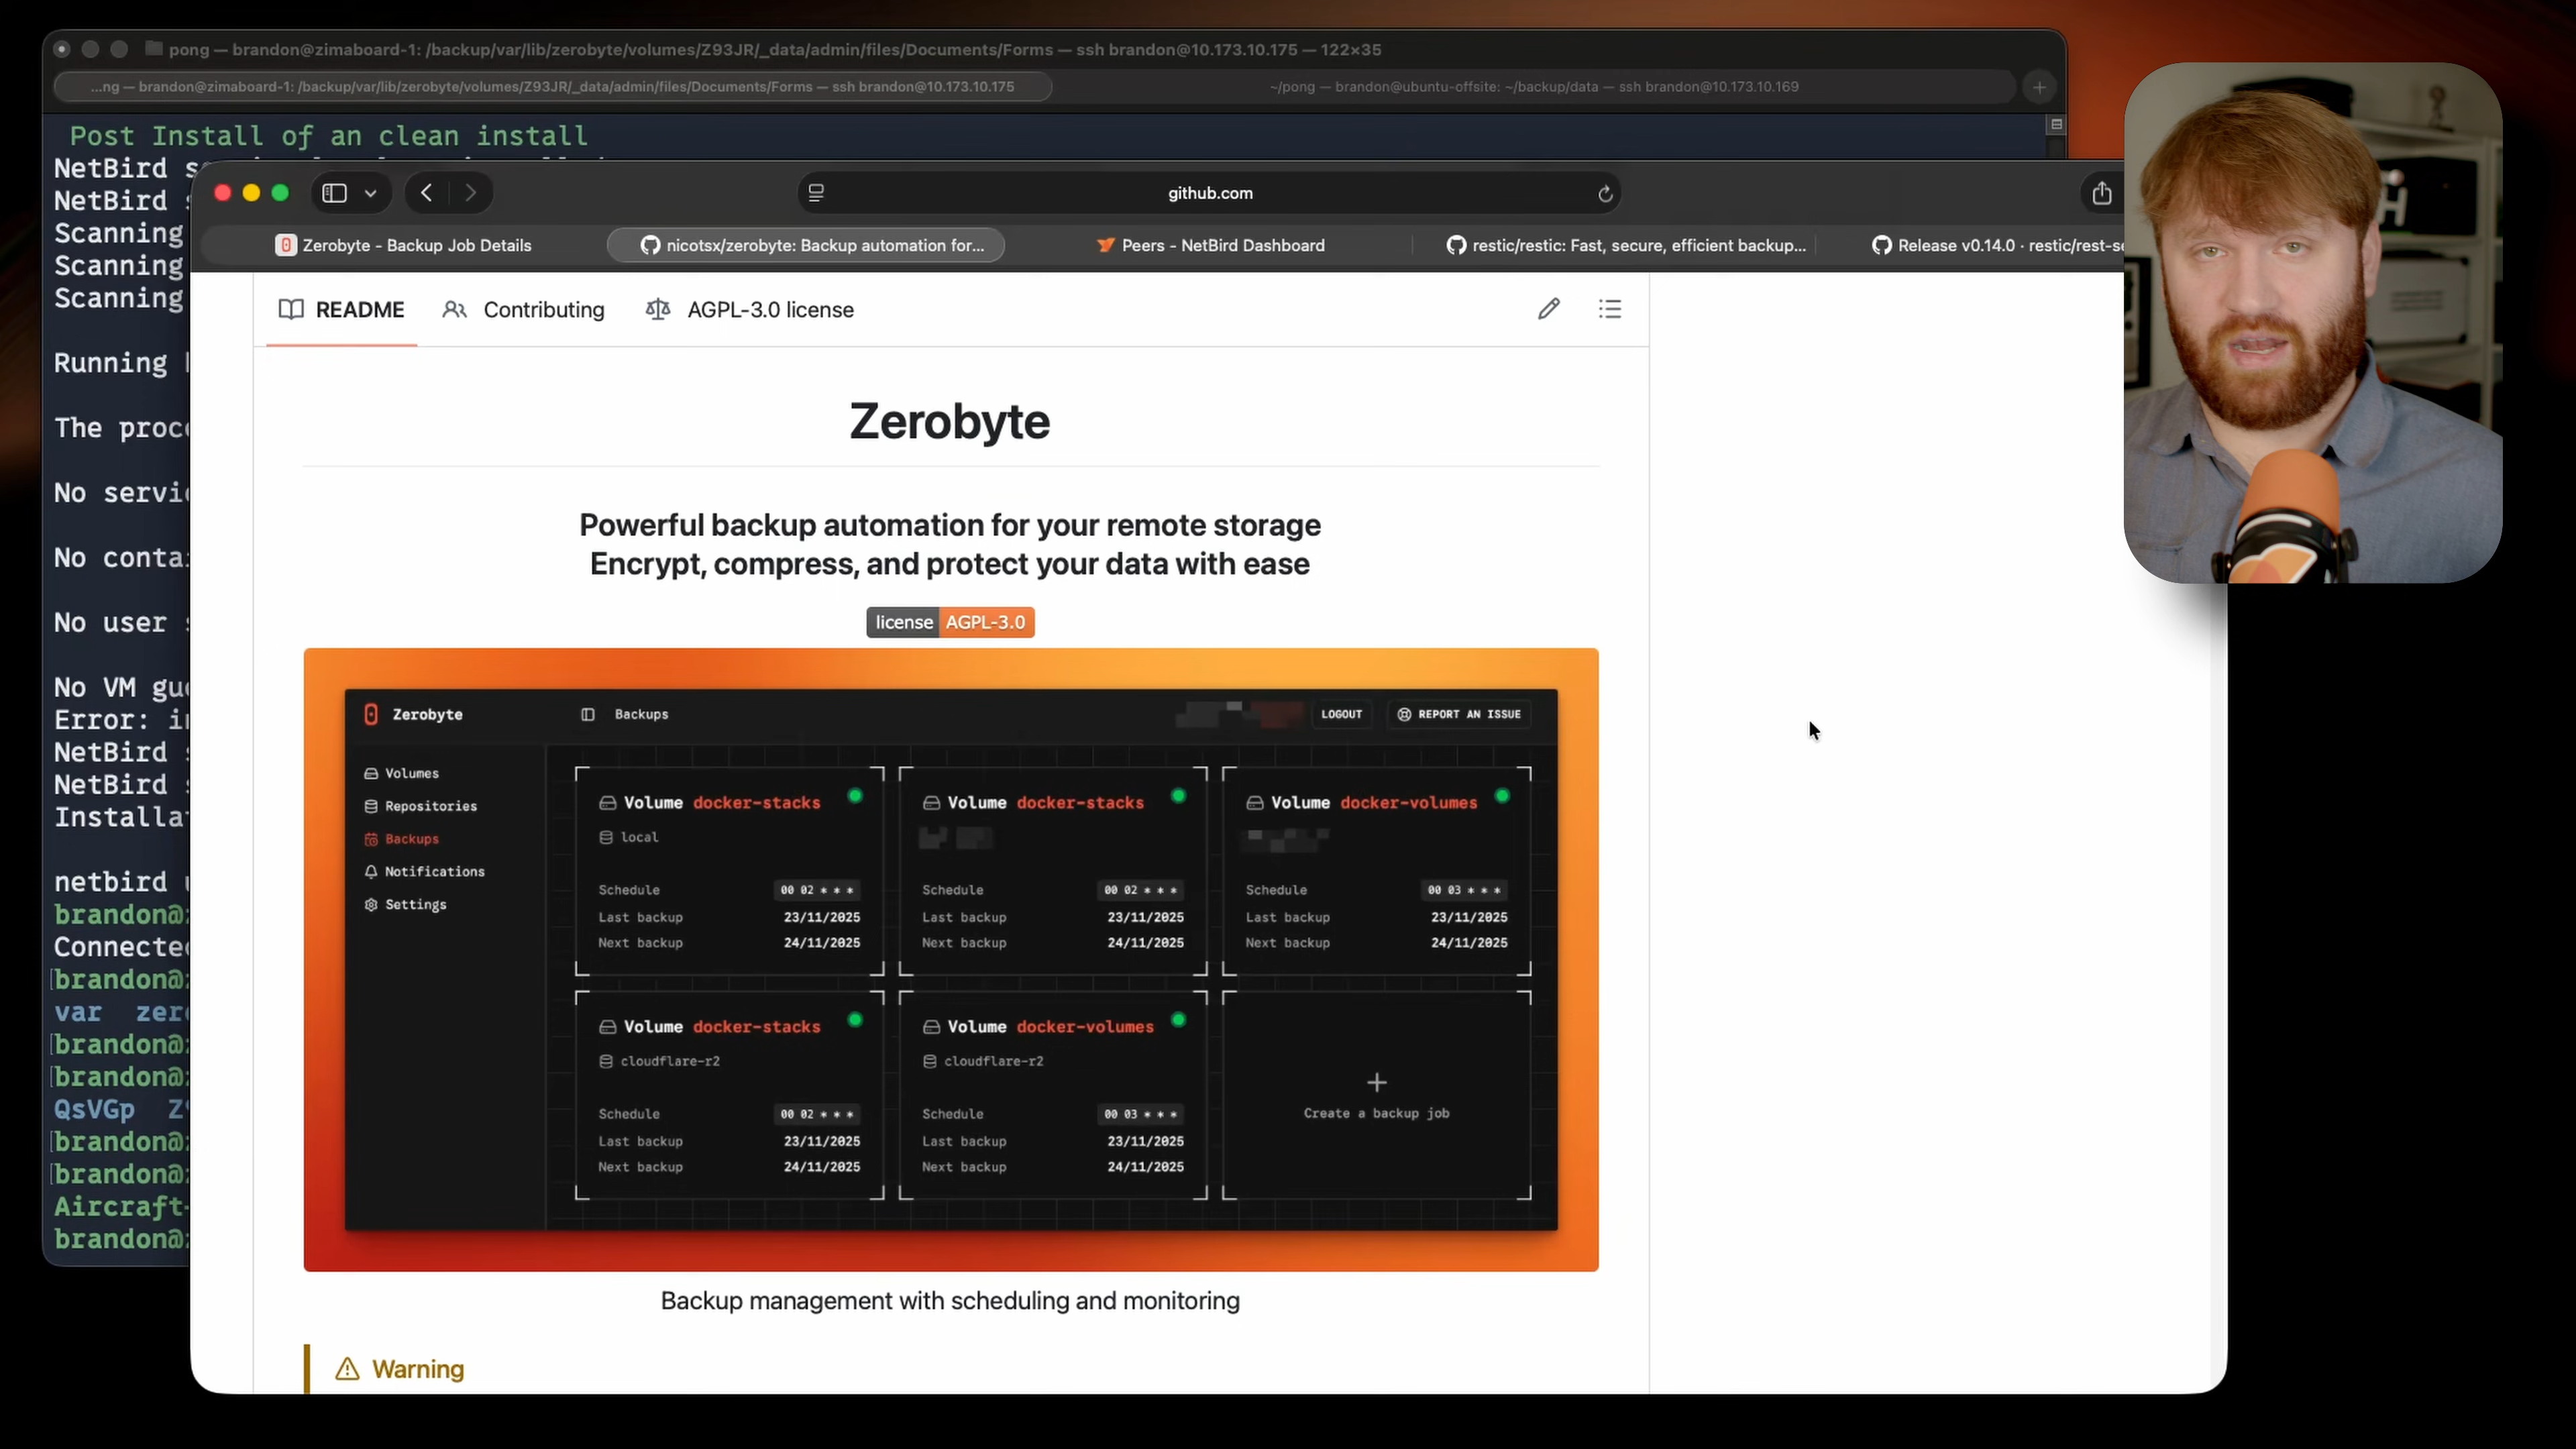 pong — brandon@zimaboard-1: /backup/var/lib/zerobyte/volumes/Z93JR/_data/admin/files/Documents/Forms — ssh brandon@10.173.10.175 — 122×35
...ng — brandon@zimaboard-1: /backup/var/lib/zerobyte/volumes/Z93JR/_data/admin/files/Documents/Forms — ssh brandon@10.173.10.175
~/pong — brandon@ubuntu-offsite: ~/backup/data — ssh brandon@10.173.10.169
Post Install of an clean install
NetBird
NetBird
Scanning
Scanning
Scanning
Running
The
No
No
No user
No VM
Error:
NetBird
NetBird
netbird
brandon@
brandon@
var
brandon@
brandon@
QsVGp
brandon@
brandon@
brandon@
github.com
Zerobyte - Backup Job Details
nicotsx/zerobyte: Backup automation for...
Peers - NetBird Dashboard
restic/restic: Fast, secure, efficient backup...
Release v0.14.0 · restic/rest-se
README
Contributing
AGPL-3.0 license
Zerobyte
Powerful backup automation for your remote storage
Encrypt, compress, and protect your data with ease
license AGPL-3.0
Zerobyte
Backups
LOGOUT
REPORT AN ISSUE
Volumes
Repositories
Backups
Notifications
Settings
Volume docker-stacks
local
Schedule 00 02 * * *
Last backup 23/11/2025
Next backup 24/11/2025
Volume docker-stacks
Schedule 00 02 * * *
Last backup 23/11/2025
Next backup 24/11/2025
Volume docker-volumes
Schedule 00 03 * * *
Last backup 23/11/2025
Next backup 24/11/2025
Volume docker-stacks
cloudflare-r2
Schedule 00 02 * * *
Last backup 23/11/2025
Next backup 24/11/2025
Volume docker-volumes
cloudflare-r2
Schedule 00 03 * * *
Last backup 23/11/2025
Next backup 24/11/2025
Create a backup job
Backup management with scheduling and monitoring
Warning